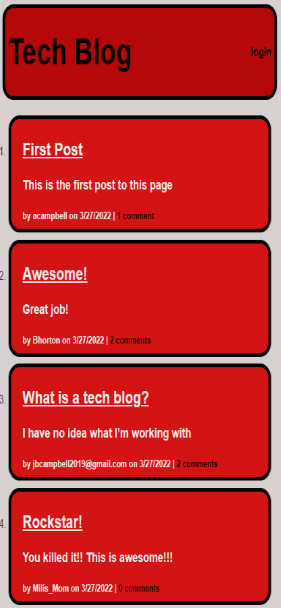 Tech Blog
login
1
First Post
This is the first post to this page
by acampbell on 3/27/2022 | 1 comment
2.
Awesome!
Great job!
by Bhorton on 3/27/2022 | 2 comments
3.
What is a tech blog?
I have no idea what I'm working with
by jbcampbell2019@gmail.com on 3/27/2022 | 2 comments
4.
Rockstar!
You killed it!! This is awesome!!!
by Milis_Mom on 3/27/2022 | 0 comments